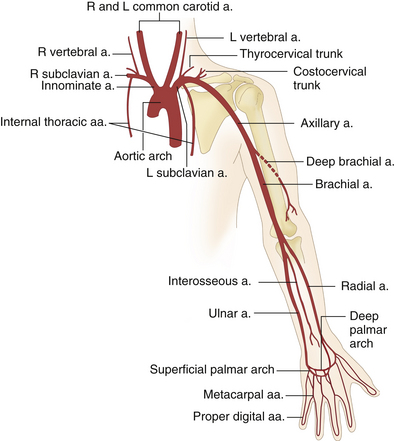 R and L common carotid a.
R vertebral a.
L vertebral a.
Thyrocervical trunk
R subclavian a.
Innominate a.
Costocervical
trunk
Internal thoracic aa.
Axillary a.
Aortic arch
L subclavian a.
Deep brachial a.
Brachial a.
Interosseous a.
Radial a.
Ulnar a.
Deep
palmar
arch
Superficial palmar arch
Metacarpal aa.
Proper digital aa.